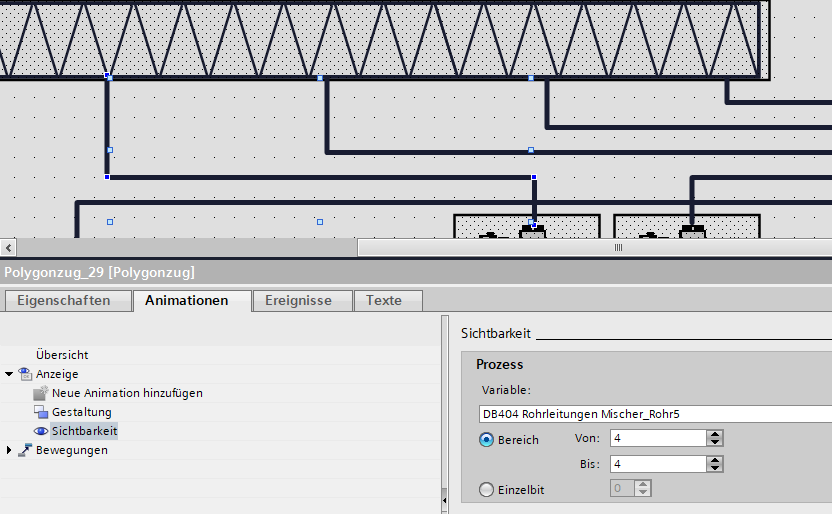 Polygonzug_29 [Polygonzug]
Eigenschaften Animationen Ereignisse Texte
Sichtbarkeit
Übersicht
Prozess
Anzeige
Neue Animation hinzufügen
Variable:
Gestaltung
DB404 Rohrleitungen Mischer_Rohr5
Sichtbarkeit
Bereich Von: 4
Bewegungen
Bis: 4
Einzelbit 0